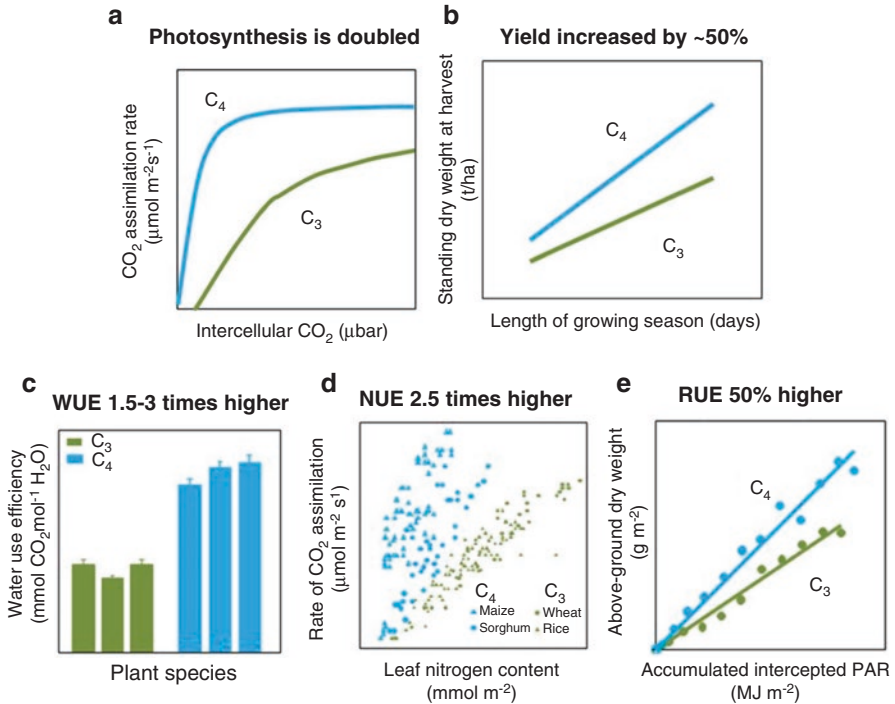 a
Photosynthesis is doubled
CO2 assimilation rate
(μmol m-2s-1)
C4
C3
Intercellular CO2 (μbar)
b
Yield increased by ~50%
Standing dry weight at harvest
(t/ha)
C4
C3
Length of growing season (days)
c
WUE 1.5-3 times higher
Water use efficiency
(mmol CO2mol-1 H2O)
C3
C4
Plant species
d
NUE 2.5 times higher
Rate of CO2 assimilation
(μmol m-2 s1)
C4
C3
Maize
Wheat
Sorghum
Rice
Leaf nitrogen content
(mmol m-2)
e
RUE 50% higher
Above-ground dry weight
(g m-2)
C4
C3
Accumulated intercepted PAR
(MJ m-2)